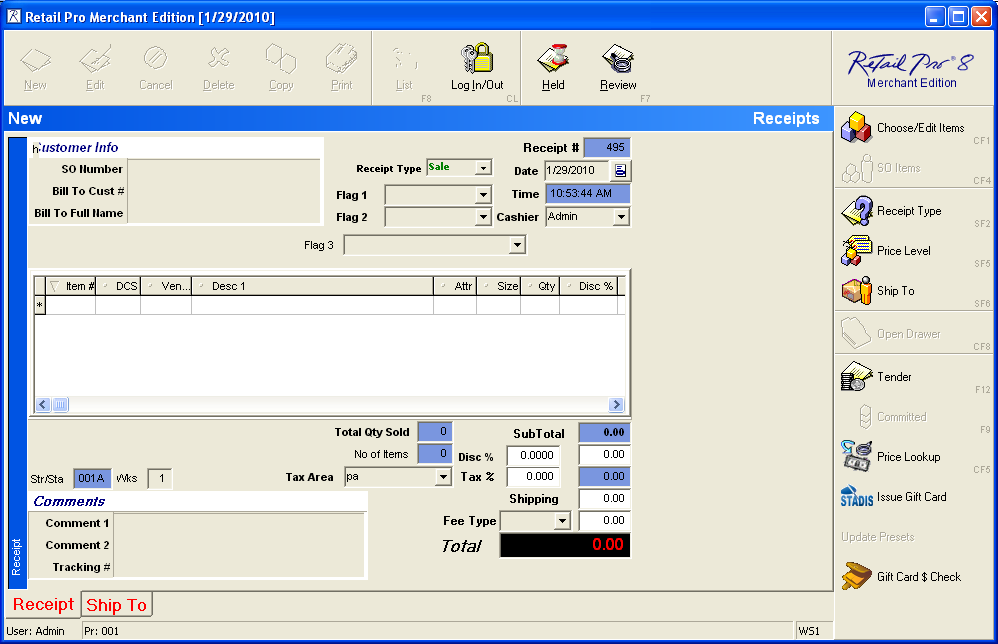 Retail Pro Merchant Edition [1/29/2010]
New Edit Cancel Delete Copy Print List F8 Log In/Out CL Held Review F7
Retail Pro® 8
Merchant Edition
New Receipts
Customer Info
SO Number
Bill To Cust #
Bill To Full Name
Receipt # 495
Receipt Type Sale Date 1/29/2010
Flag 1 Time 10:53:44 AM
Flag 2 Cashier Admin
Flag 3
Item # DCS Ven... Desc 1 Attr Size Qty Disc %
*
Total Qty Sold 0 SubTotal 0.00
No of Items 0 Disc % 0.0000 0.00
Tax Area pa Tax % 0.000 0.00
Str/Sta 001A Wks 1
Shipping 0.00
Fee Type 0.00
Total 0.00
Comments
Comment 1
Comment 2
Tracking #
Receipt
Choose/Edit Items CF1
SO Items CF4
Receipt Type SF2
Price Level SF5
Ship To SF6
Open Drawer CF8
Tender F12
Committed F9
Price Lookup CF5
STADIS Issue Gift Card
Update Presets
Gift Card $ Check
Receipt Ship To
User: Admin Pr: 001 WS1